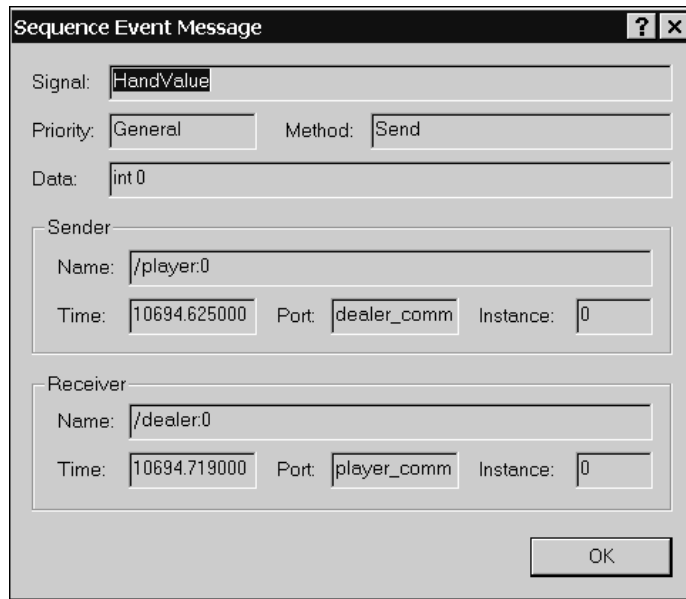 Sequence Event Message ? ×
Signal: HandValue
Priority: General Method: Send
Data: int 0
Sender
Name: /player:0
Time: 10694.625000 Port: dealer_comm Instance: 0
Receiver
Name: /dealer:0
Time: 10694.719000 Port: player_comm Instance: 0
OK